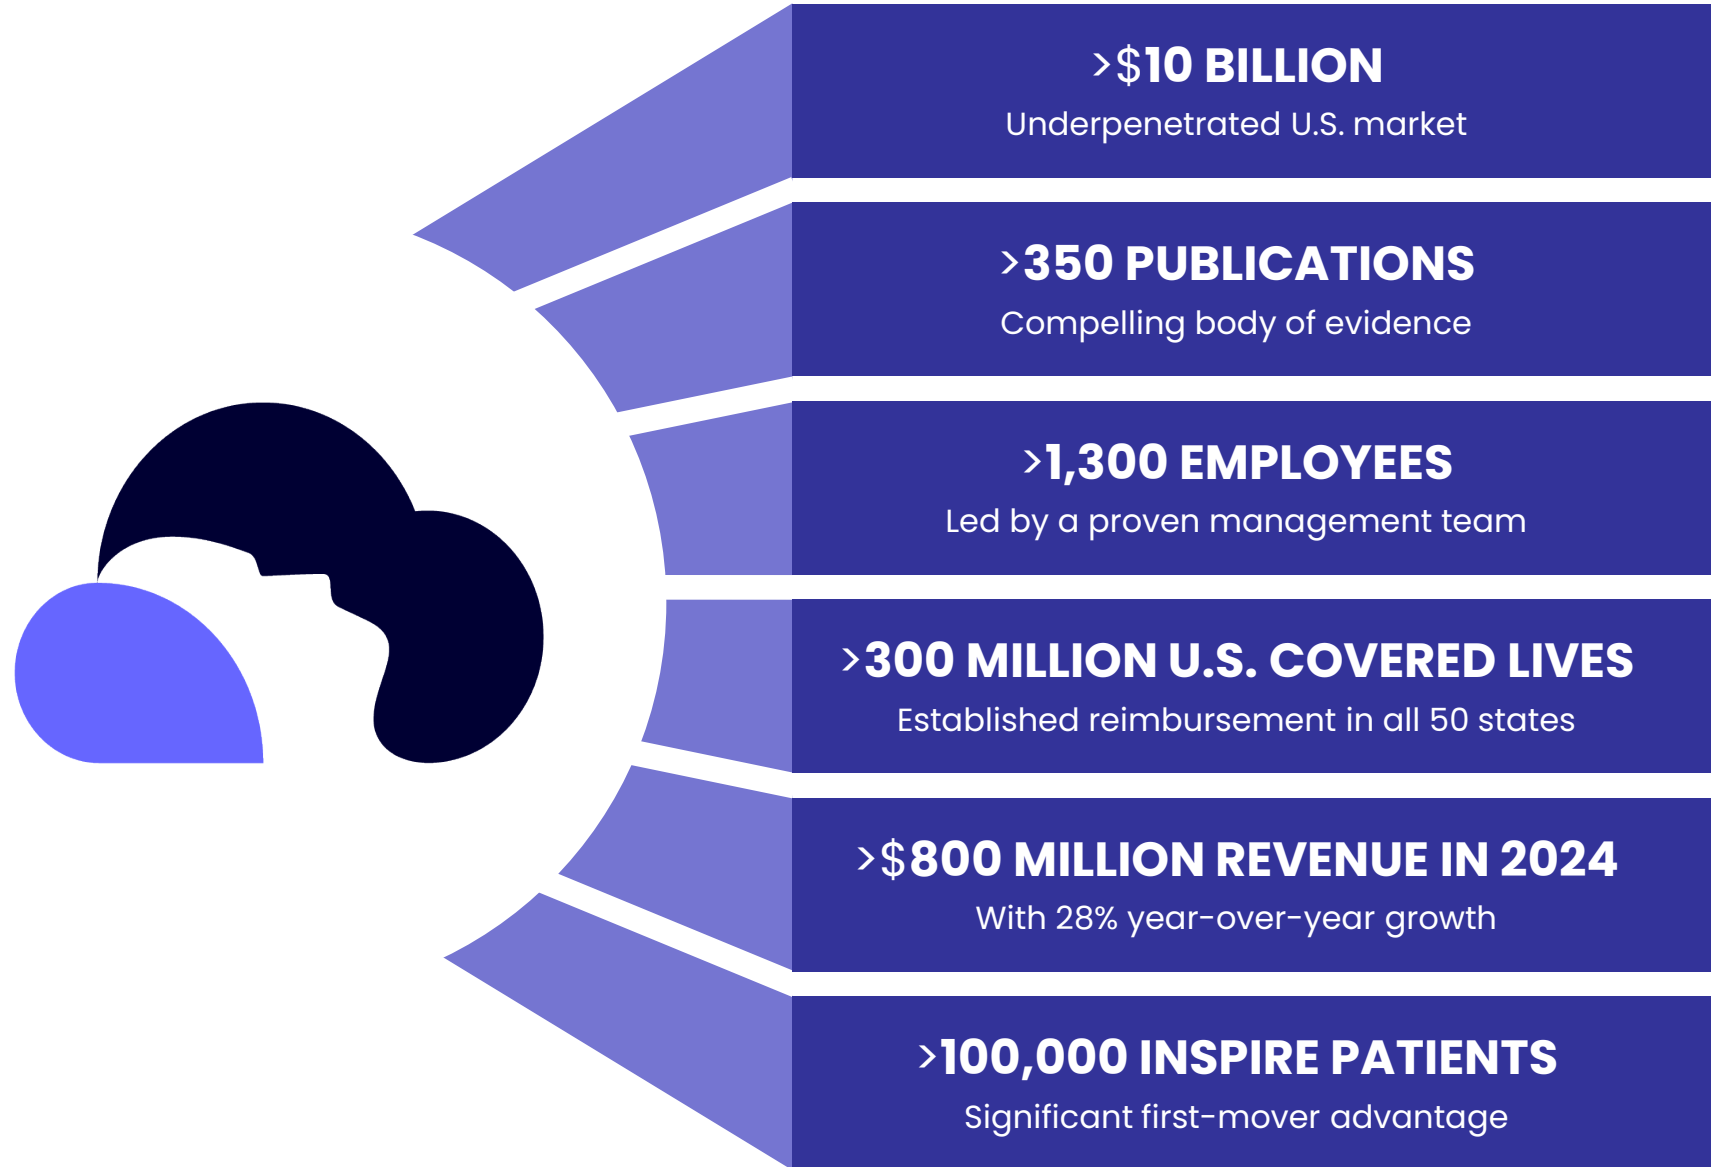 >$10 BILLION
Underpenetrated U.S. market
>350 PUBLICATIONS
Compelling body of evidence
>1,300 EMPLOYEES
Led by a proven management team
>300 MILLION U.S. COVERED LIVES
Established reimbursement in all 50 states
>$800 MILLION REVENUE IN 2024
With 28% year-over-year growth
>100,000 INSPIRE PATIENTS
Significant first-mover advantage